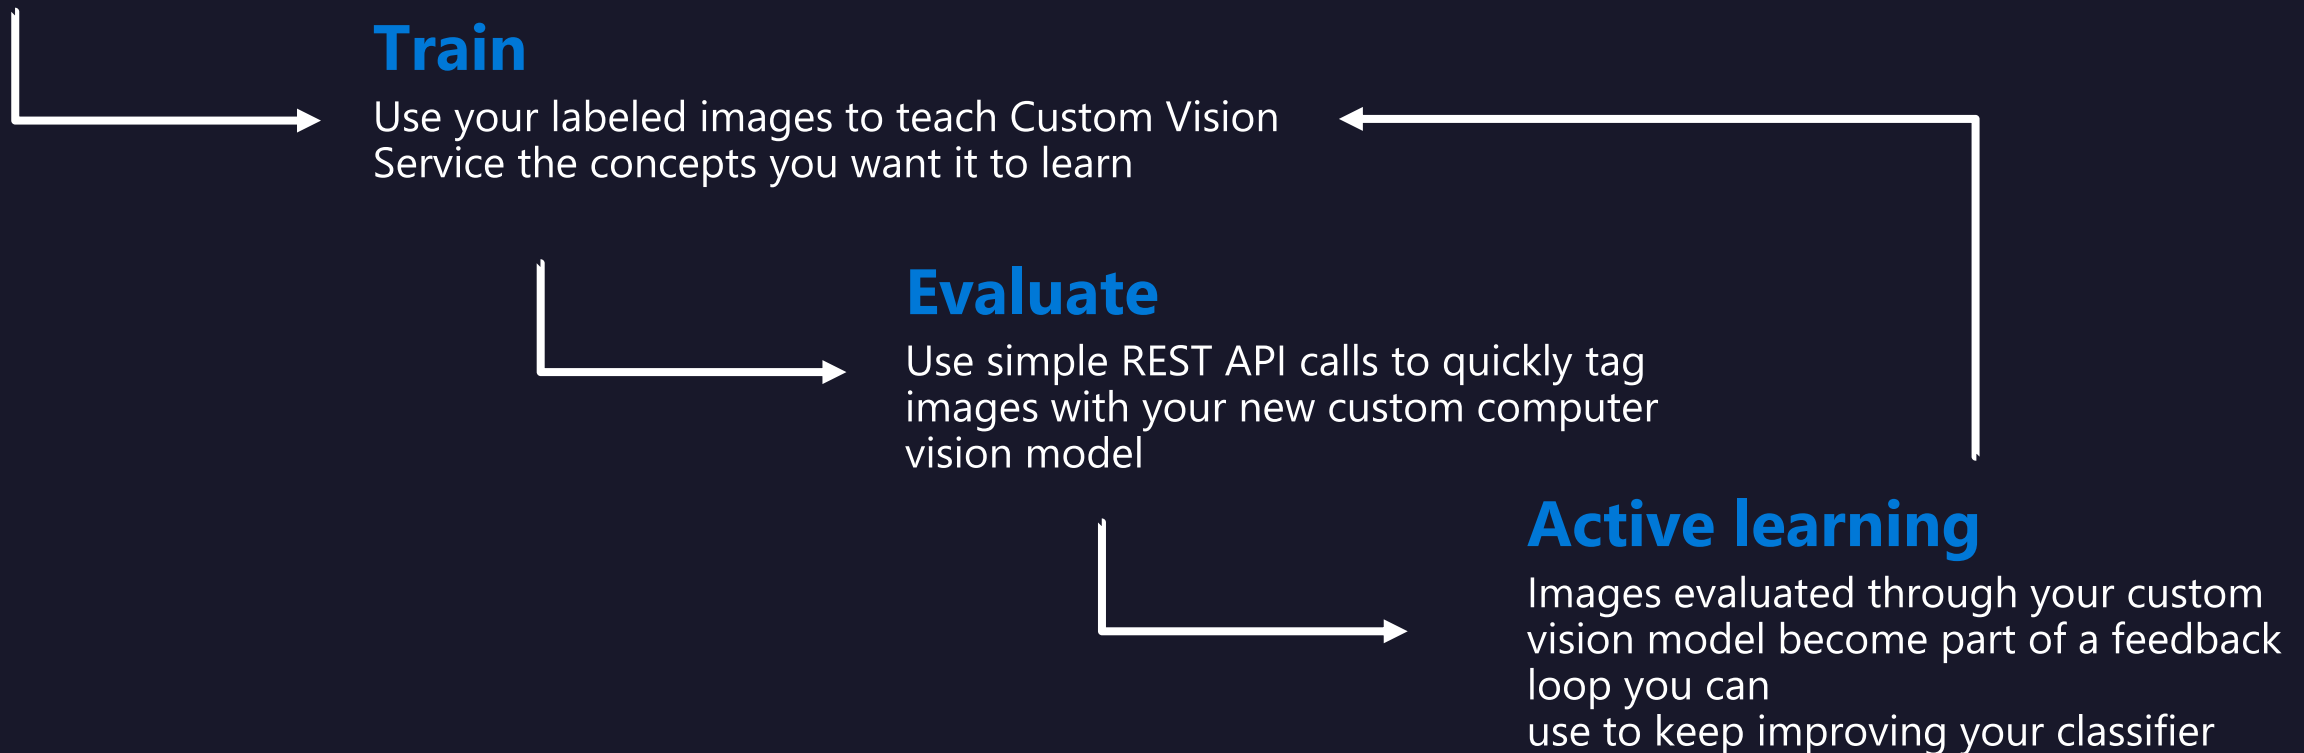 Train
Use your labeled images to teach Custom Vision
Service the concepts you want it to learn
Evaluate
Use simple REST API calls to quickly tag
images with your new custom computer
vision model
Active learning
Images evaluated through your custom
vision model become part of a feedback
loop you can
use to keep improving your classifier